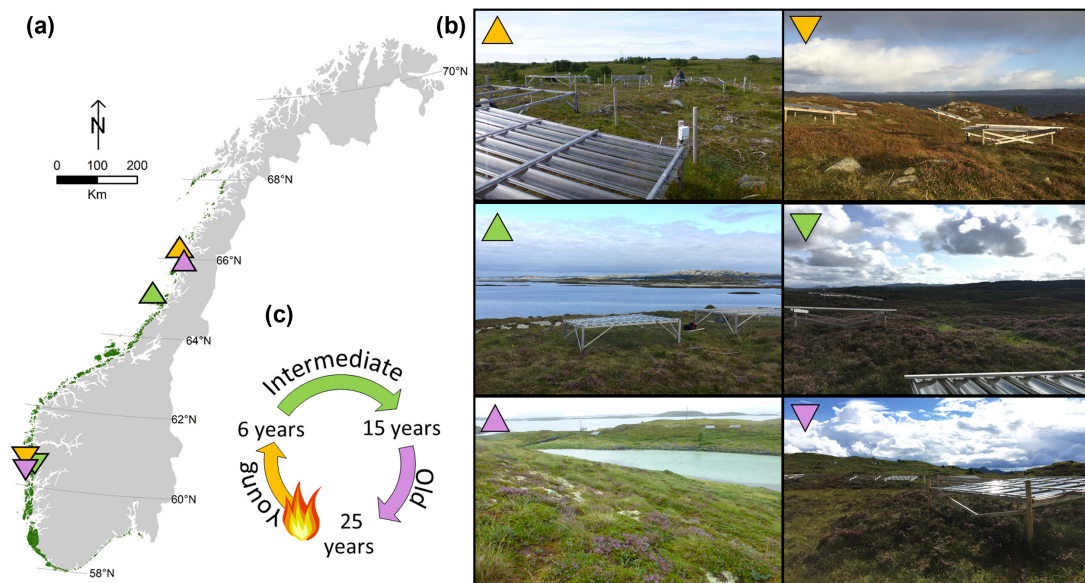 (a)
(b)
70°N
N
0 100 200
Km
68°N
66°N
(c)
64°N
Intermediate
6 years
15 years
62°N
Young
Old
25
years
60°N
58°N